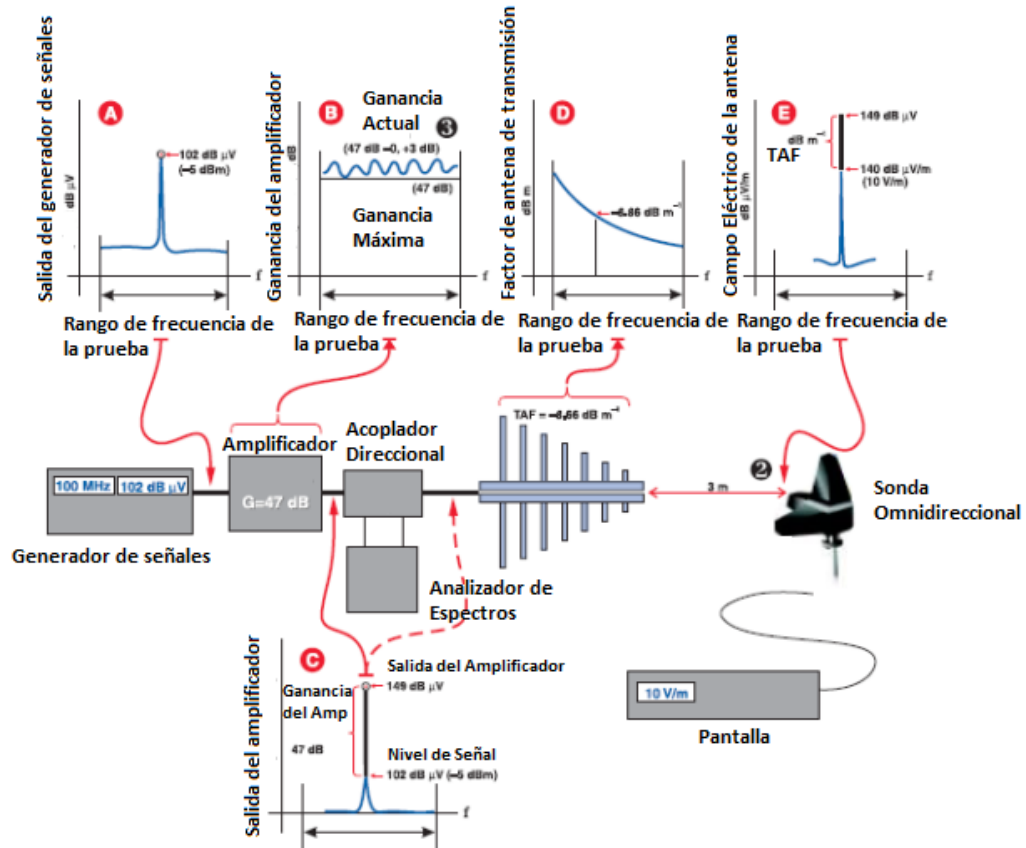 Salida del generador de señales
dB µV
A
102 dB µV
(–5 dBm)
f
Rango de frecuencia de
la prueba
Ganancia del amplificador
dB
B
Ganancia
Actual
3
(47 dB –0, +3 dB)
(47 dB)
Ganancia
Máxima
f
Rango de frecuencia de
la prueba
Factor de antena de transmisión
dB m
D
–6.66 dB m⁻¹
f
Rango de frecuencia de
la prueba
Campo Eléctrico de la antena
dB µV/m
E
149 dB µV
dB m⁻¹
TAF
140 dB µV/m
(10 V/m)
f
Rango de frecuencia de
la prueba
TAF = –6,66 dB m⁻¹
Amplificador
Acoplador
Direccional
100 MHz
102 dB µV
G=47 dB
2
3 m
Sonda
Omnidireccional
Generador de señales
Analizador de
Espectros
Salida del amplificador
C
Salida del Amplificador
149 dB µV
Ganancia
del Amp
47 dB
Nivel de Señal
102 dB µV (–5 dBm)
f
10 V/m
Pantalla